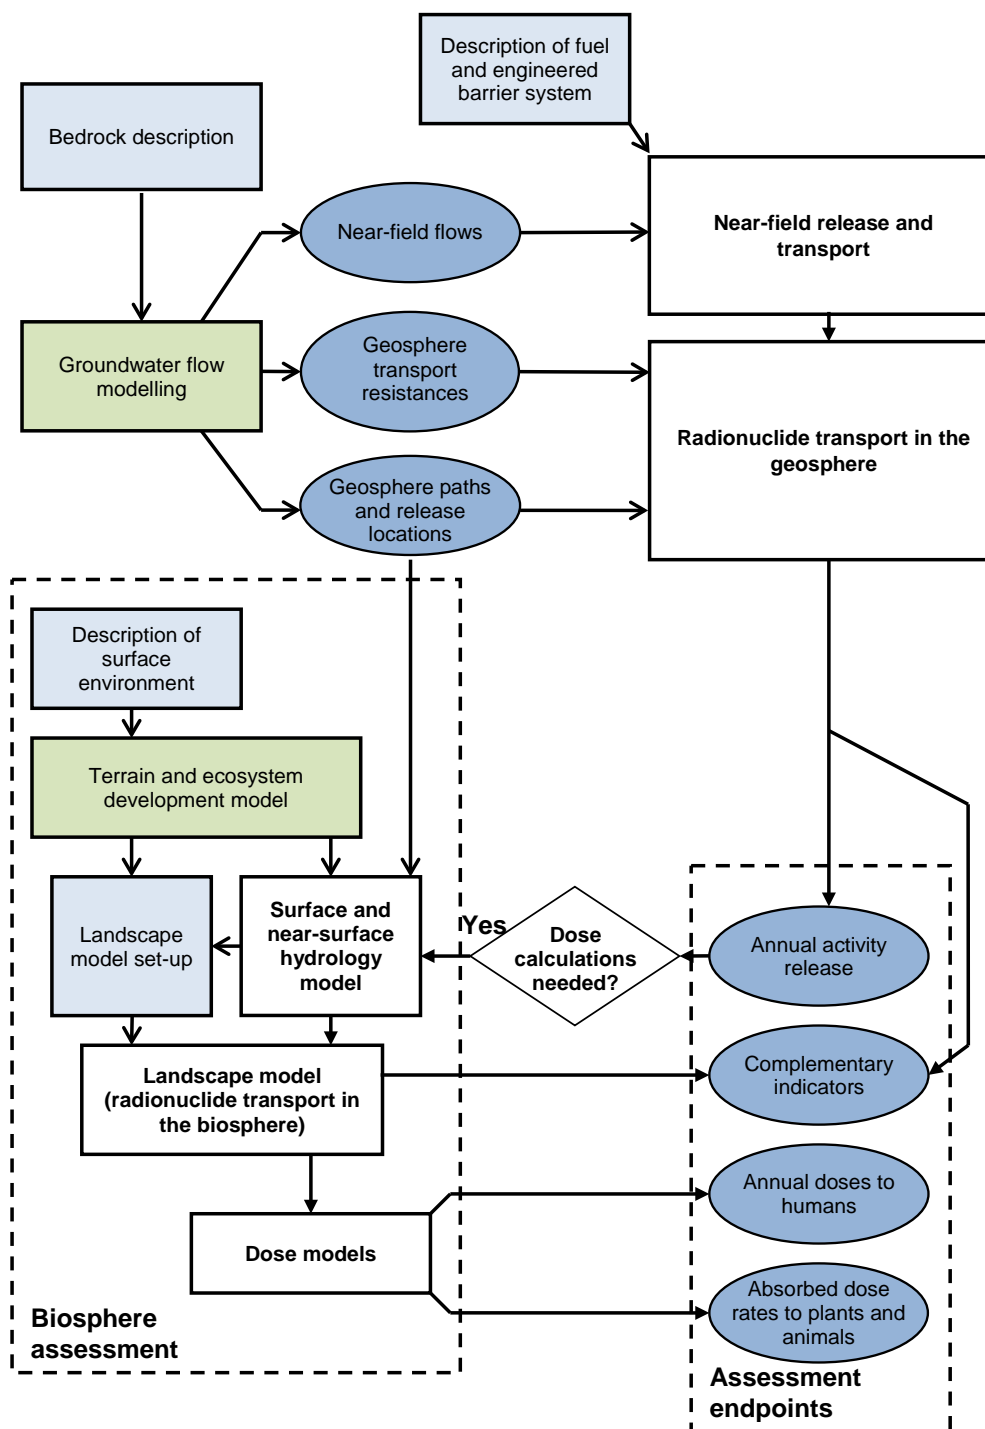 Description of fuel
and engineered
barrier system
Bedrock description
Near-field flows
Near-field release and
transport
Groundwater flow
modelling
Geosphere
transport
resistances
Radionuclide transport in the
geosphere
Geosphere paths
and release
locations
Description of
surface
environment
Terrain and ecosystem
development model
Landscape
model set-up
Surface and
near-surface
hydrology
model
Yes
Dose
calculations
needed?
Annual activity
release
Landscape model
(radionuclide transport in
the biosphere)
Complementary
indicators
Annual doses to
humans
Dose models
Absorbed dose
rates to plants and
animals
Biosphere
assessment
Assessment
endpoints